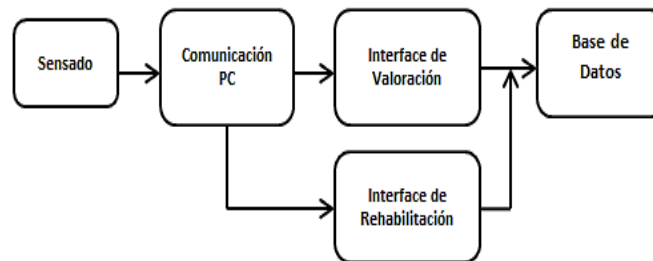 Sensado
Comunicación
PC
Interface de
Valoración
Base de
Datos
Interface de
Rehabilitación